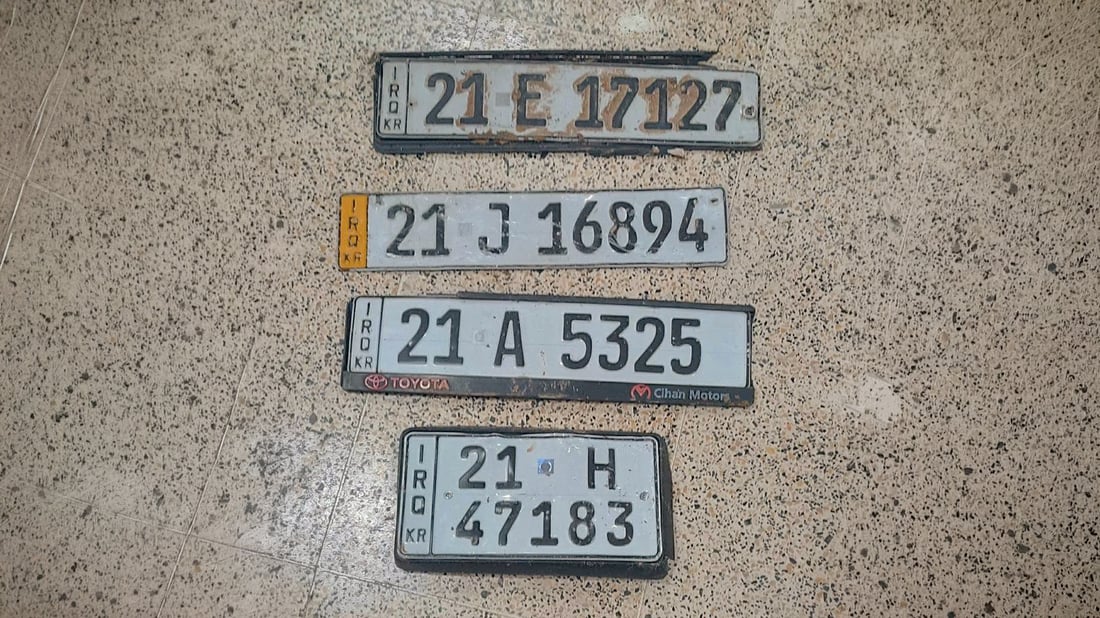 IRQ
KR
21 E 17127
IRQ
KR
21 J 16894
IRQ
KR
21 A 5325
TOYOTA
Cihan Motors
IRQ
KR
21 H
47183